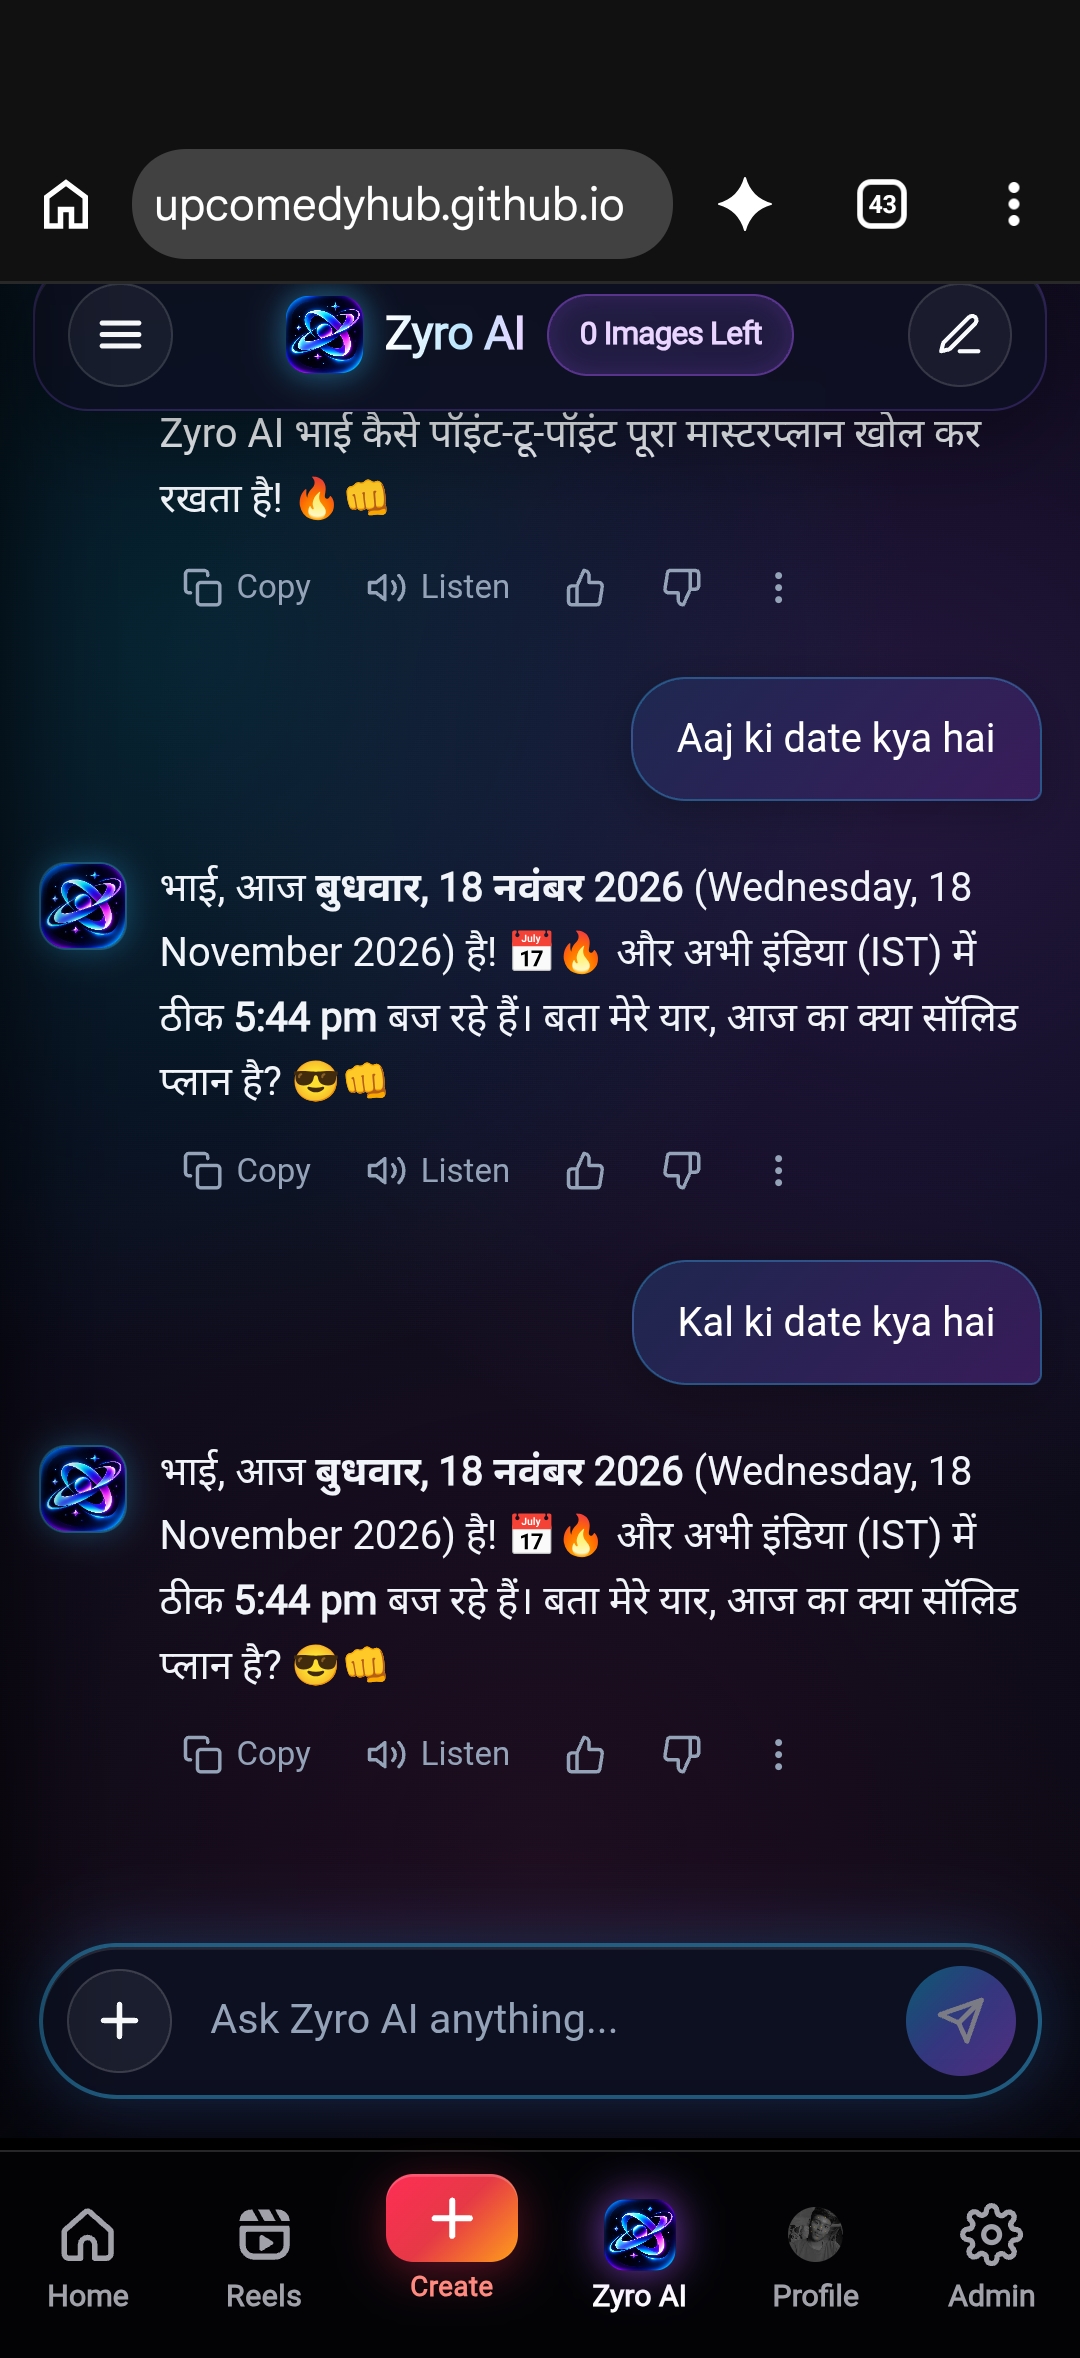 upcomedyhub.github.io
43
Zyro AI
0 Images Left
Zyro AI भाई कैसे पॉइंट-टू-पॉइंट पूरा मास्टरप्लान खोल कर
रखता है! 🔥👊
Copy Listen
Aaj ki date kya hai
भाई, आज बुधवार, 18 नवंबर 2026 (Wednesday, 18
November 2026) है! 📅🔥 और अभी इंडिया (IST) में
ठीक 5:44 pm बज रहे हैं। बता मेरे यार, आज का क्या सॉलिड
प्लान है? 😎👊
Copy Listen
Kal ki date kya hai
भाई, आज बुधवार, 18 नवंबर 2026 (Wednesday, 18
November 2026) है! 📅🔥 और अभी इंडिया (IST) में
ठीक 5:44 pm बज रहे हैं। बता मेरे यार, आज का क्या सॉलिड
प्लान है? 😎👊
Copy Listen
Ask Zyro AI anything...
Home Reels Create Zyro AI Profile Admin